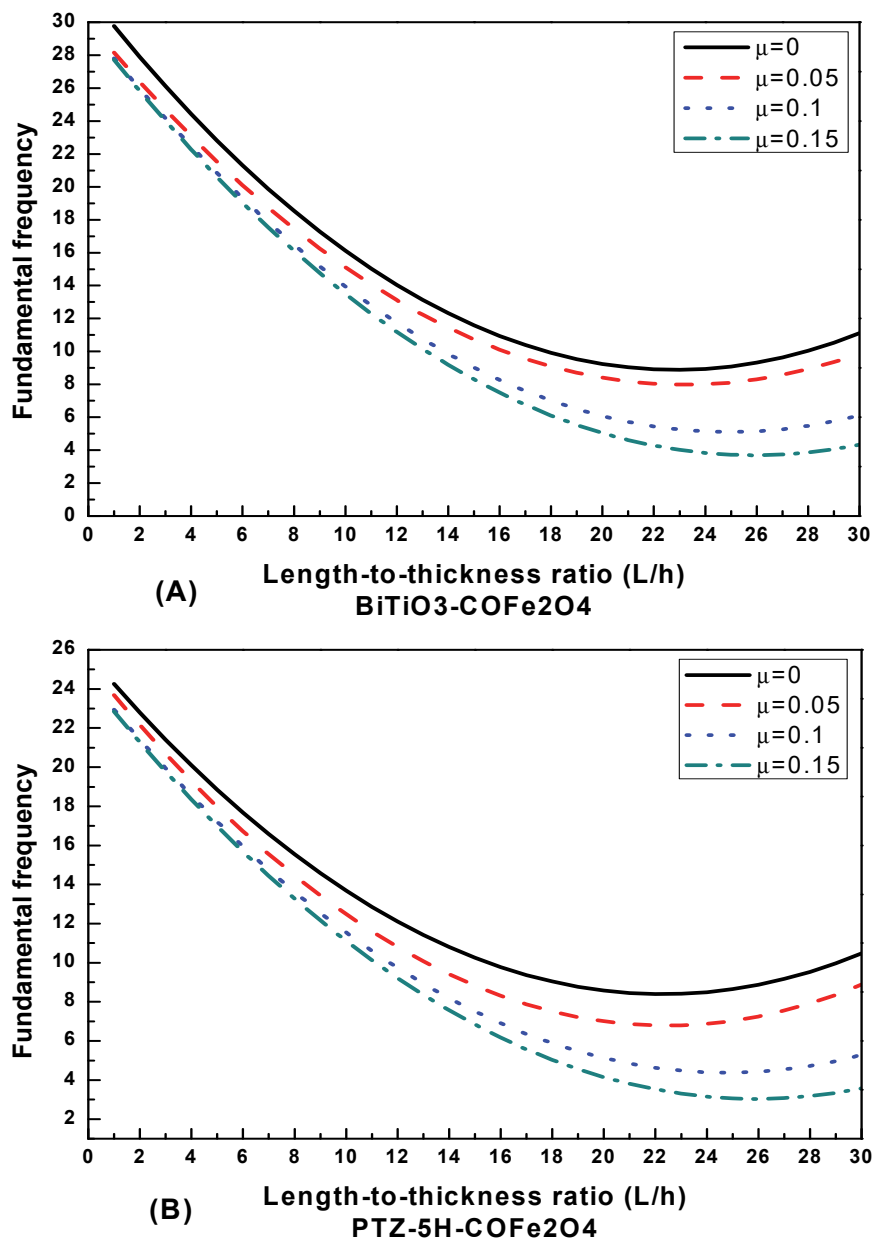 30
28
26
24
22
20
18
16
14
12
10
8
6
4
2
0
Fundamental frequency
μ=0
μ=0.05
μ=0.1
μ=0.15
0 2 4 6 8 10 12 14 16 18 20 22 24 26 28 30
Length-to-thickness ratio (L/h)
(A) BiTiO3-COFe2O4
26
24
22
20
18
16
14
12
10
8
6
4
2
Fundamental frequency
μ=0
μ=0.05
μ=0.1
μ=0.15
0 2 4 6 8 10 12 14 16 18 20 22 24 26 28 30
Length-to-thickness ratio (L/h)
(B) PTZ-5H-COFe2O4